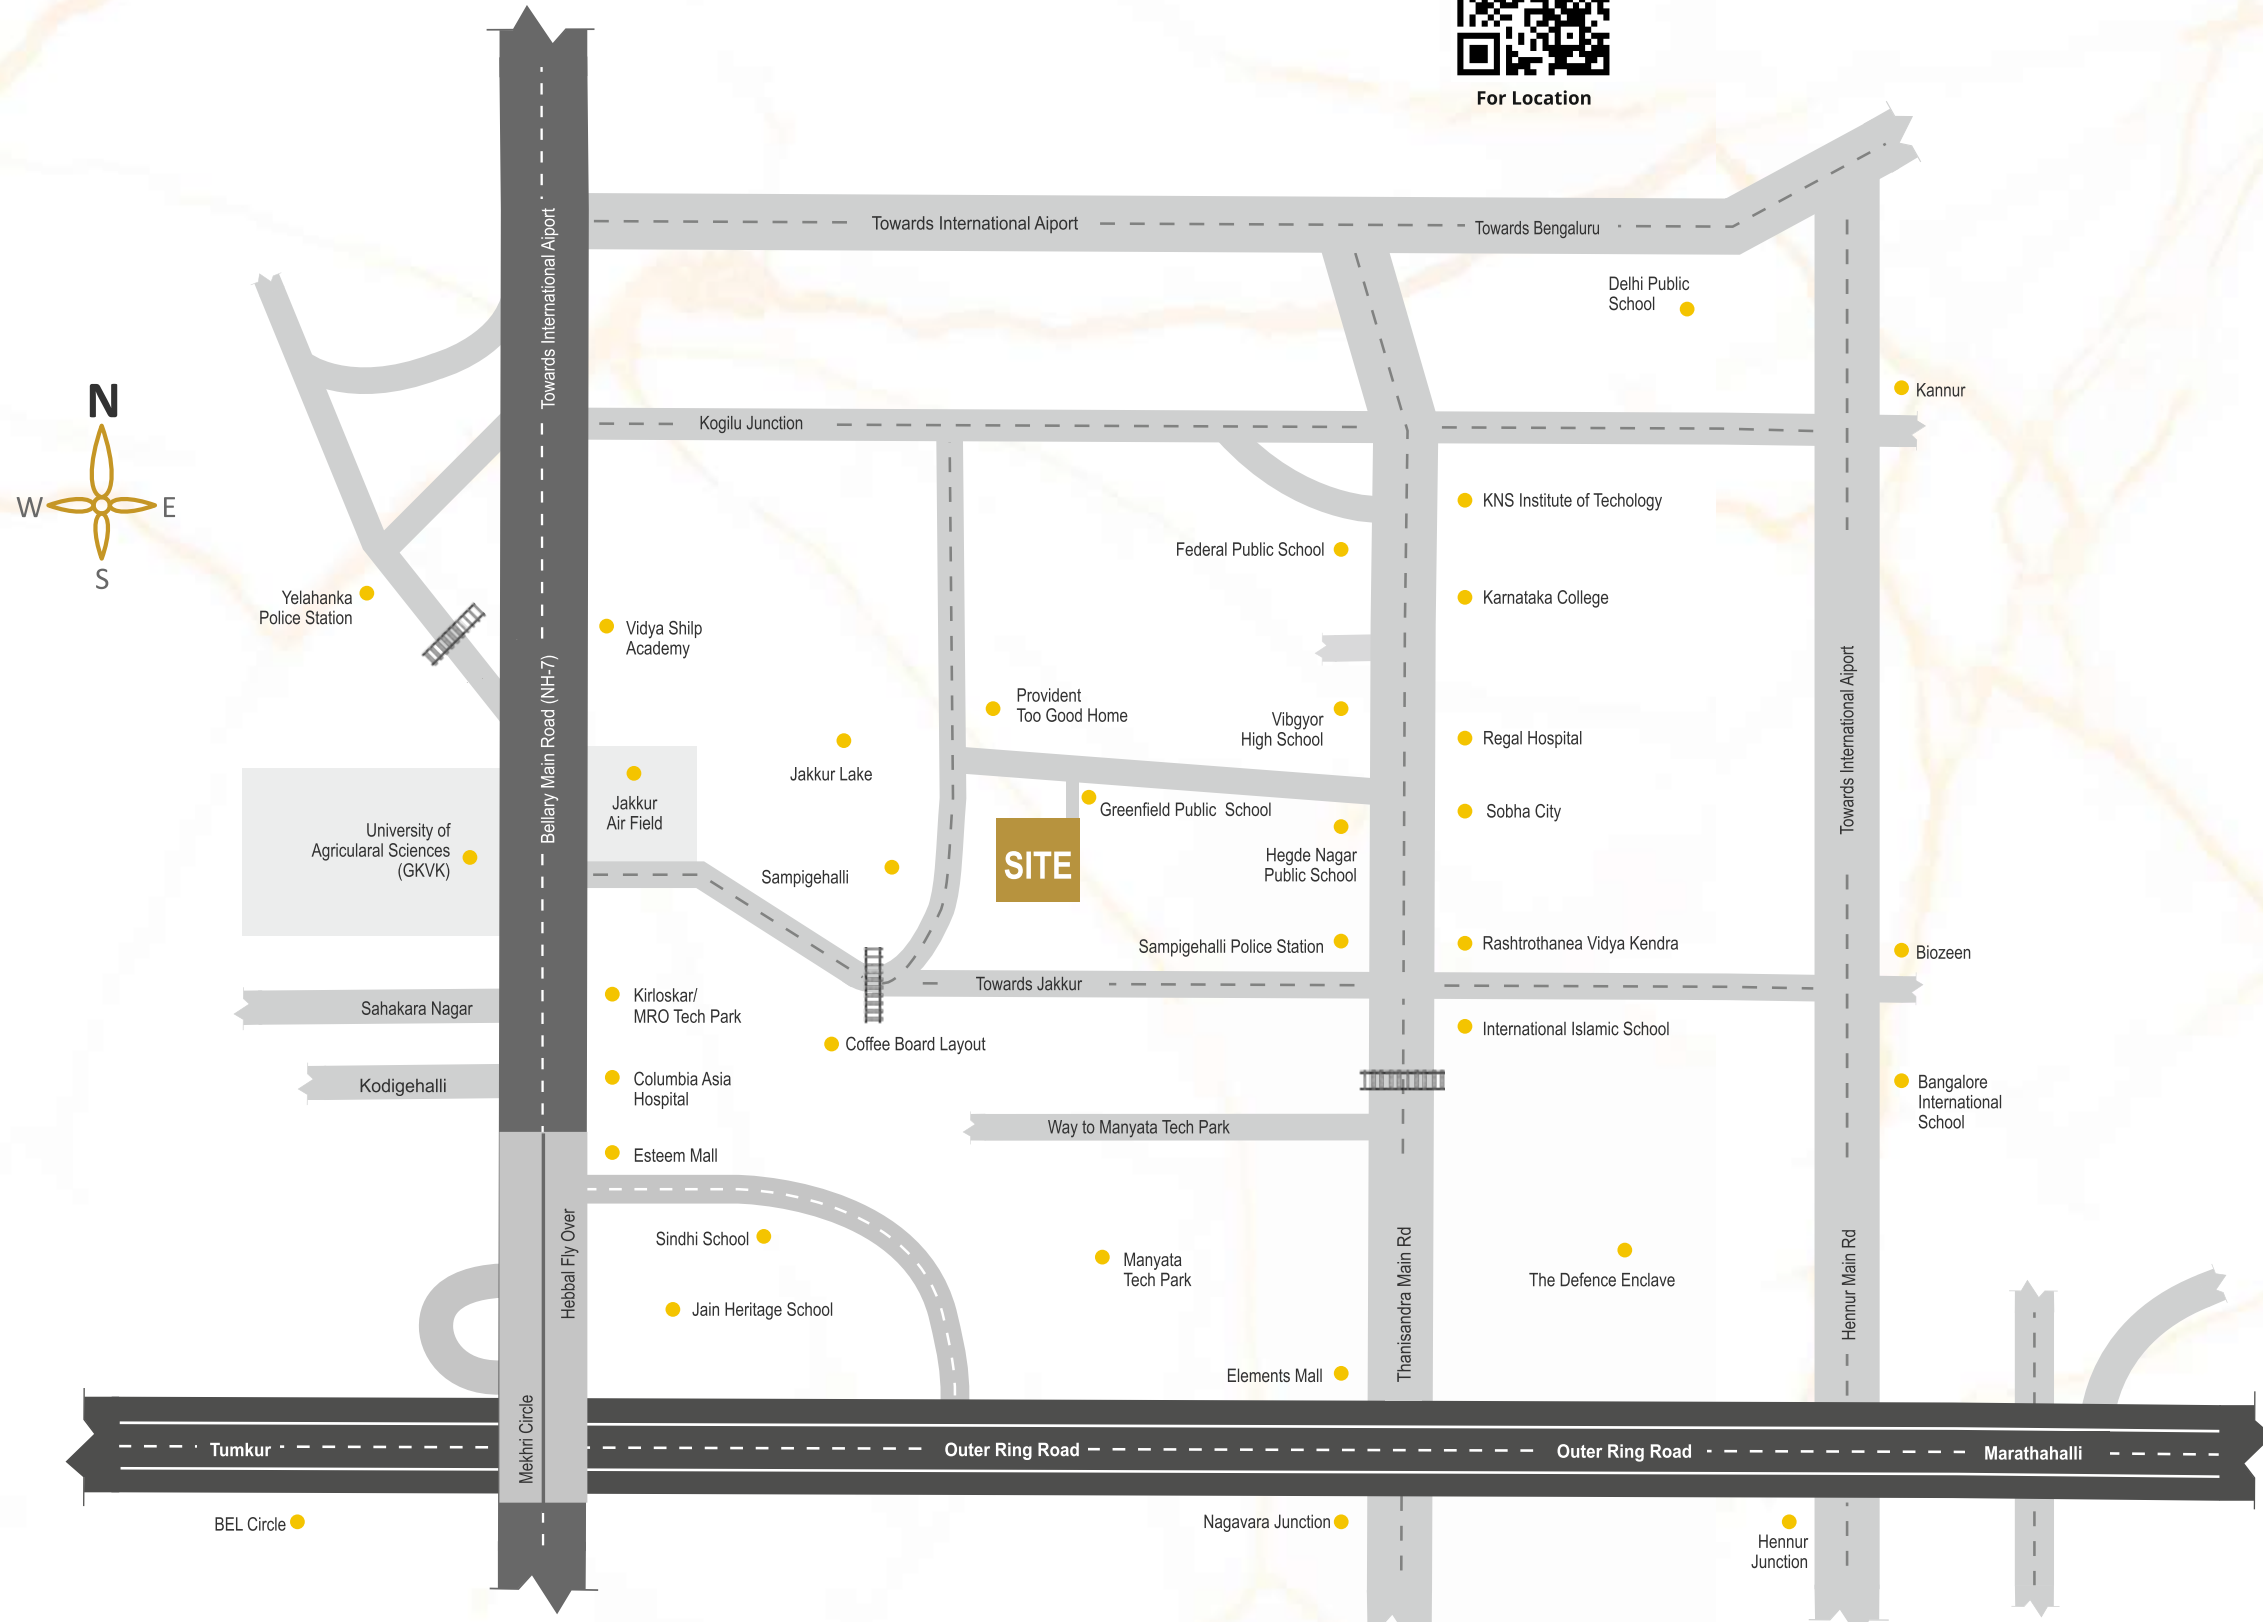 For Location
Towards International Aiport
Towards Bengaluru
Towards International Aiport
Delhi Public
School
Kannur
N
W
E
S
Kogilu Junction
KNS Institute of Techology
Federal Public School
Yelahanka
Police Station
Karnataka College
Vidya Shilp
Academy
Bellary Main Road (NH-7)
Provident
Too Good Home
Vibgyor
High School
Regal Hospital
Towards International Aiport
Jakkur Lake
Jakkur
Air Field
Greenfield Public School
Sobha City
University of
Agricularal Sciences
(GKVK)
SITE
Hegde Nagar
Public School
Sampigehalli
Sampigehalli Police Station
Rashtrothanea Vidya Kendra
Biozeen
Towards Jakkur
Sahakara Nagar
Kirloskar/
MRO Tech Park
Coffee Board Layout
International Islamic School
Kodigehalli
Columbia Asia
Hospital
Bangalore
International
School
Way to Manyata Tech Park
Esteem Mall
Hebbal Fly Over
Sindhi School
Manyata
Tech Park
The Defence Enclave
Thanisandra Main Rd
Hennur Main Rd
Jain Heritage School
Elements Mall
Mekhri Circle
Tumkur
Outer Ring Road
Outer Ring Road
Marathahalli
BEL Circle
Nagavara Junction
Hennur
Junction